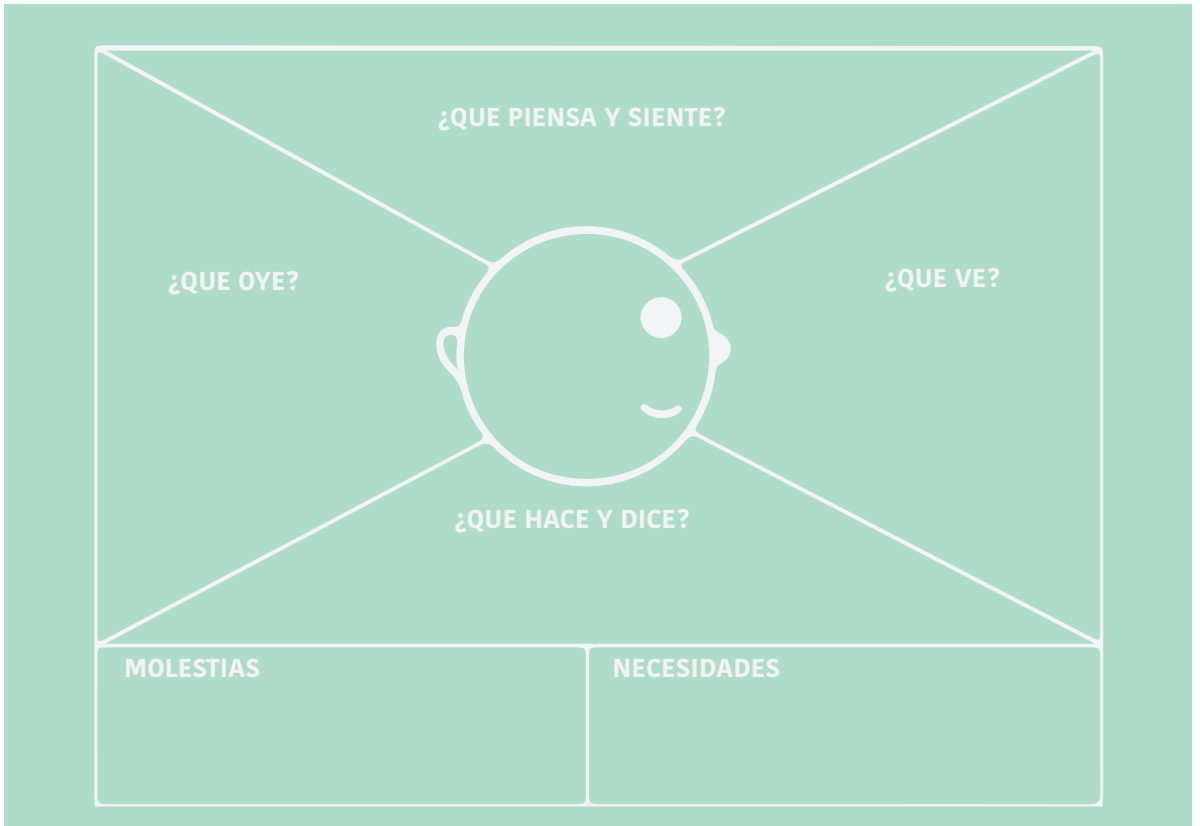 ¿QUE PIENSA Y SIENTE?
¿QUE OYE?
¿QUE VE?
¿QUE HACE Y DICE?
MOLESTIAS
NECESIDADES